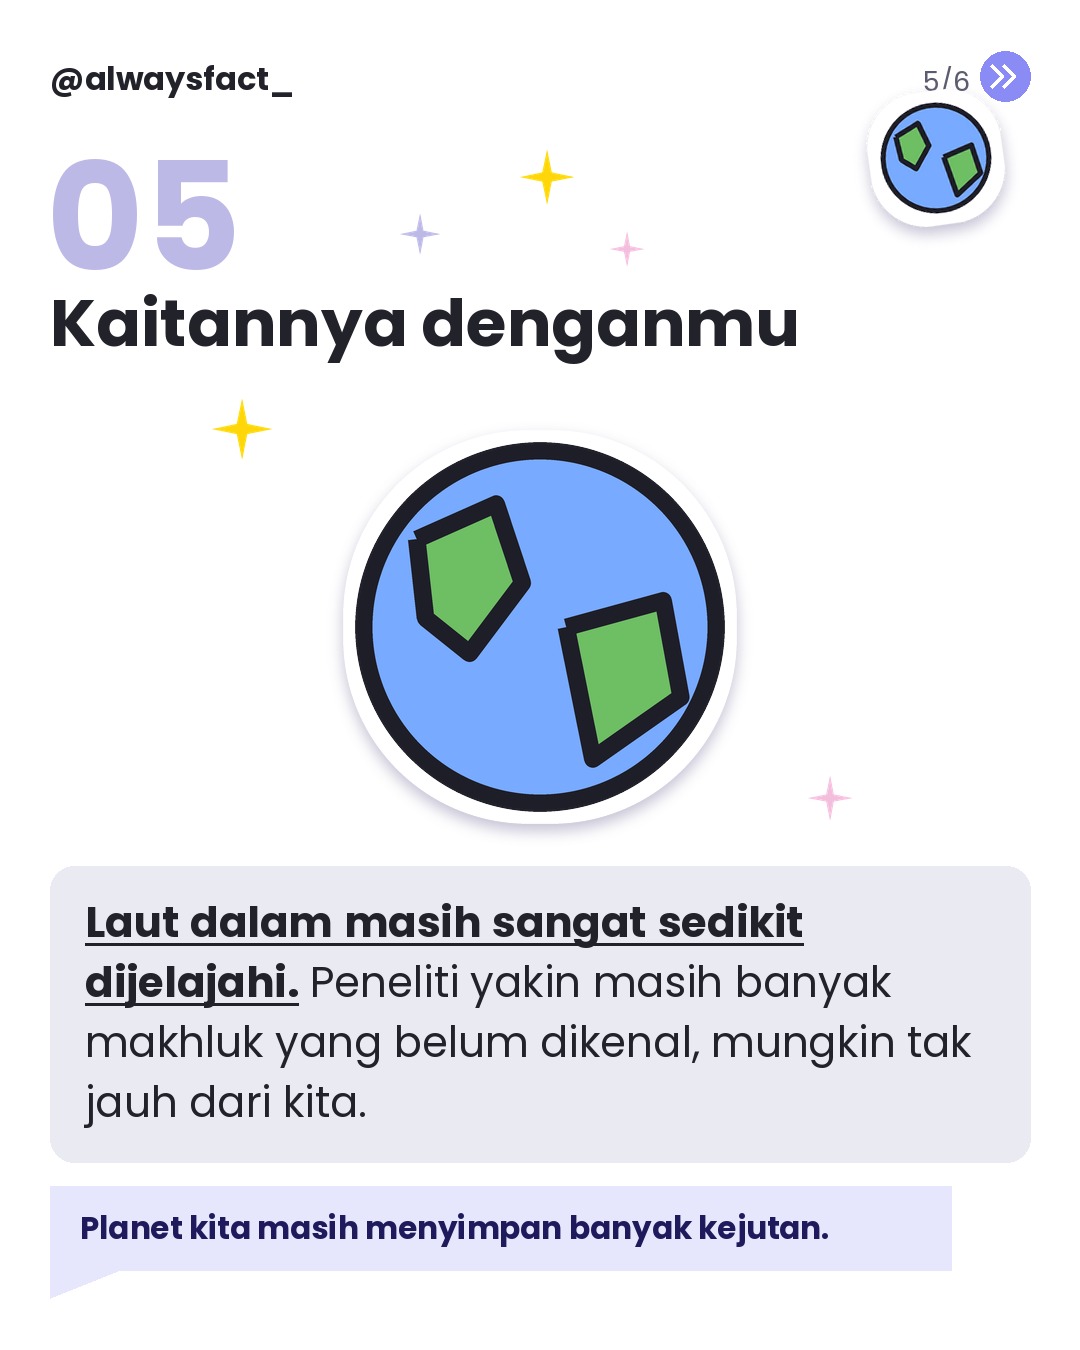 @alwaysfact_
5/6
05
Kaitannya denganmu
Laut dalam masih sangat sedikit
dijelajahi. Peneliti yakin masih banyak
makhluk yang belum dikenal, mungkin tak
jauh dari kita.
Planet kita masih menyimpan banyak kejutan.